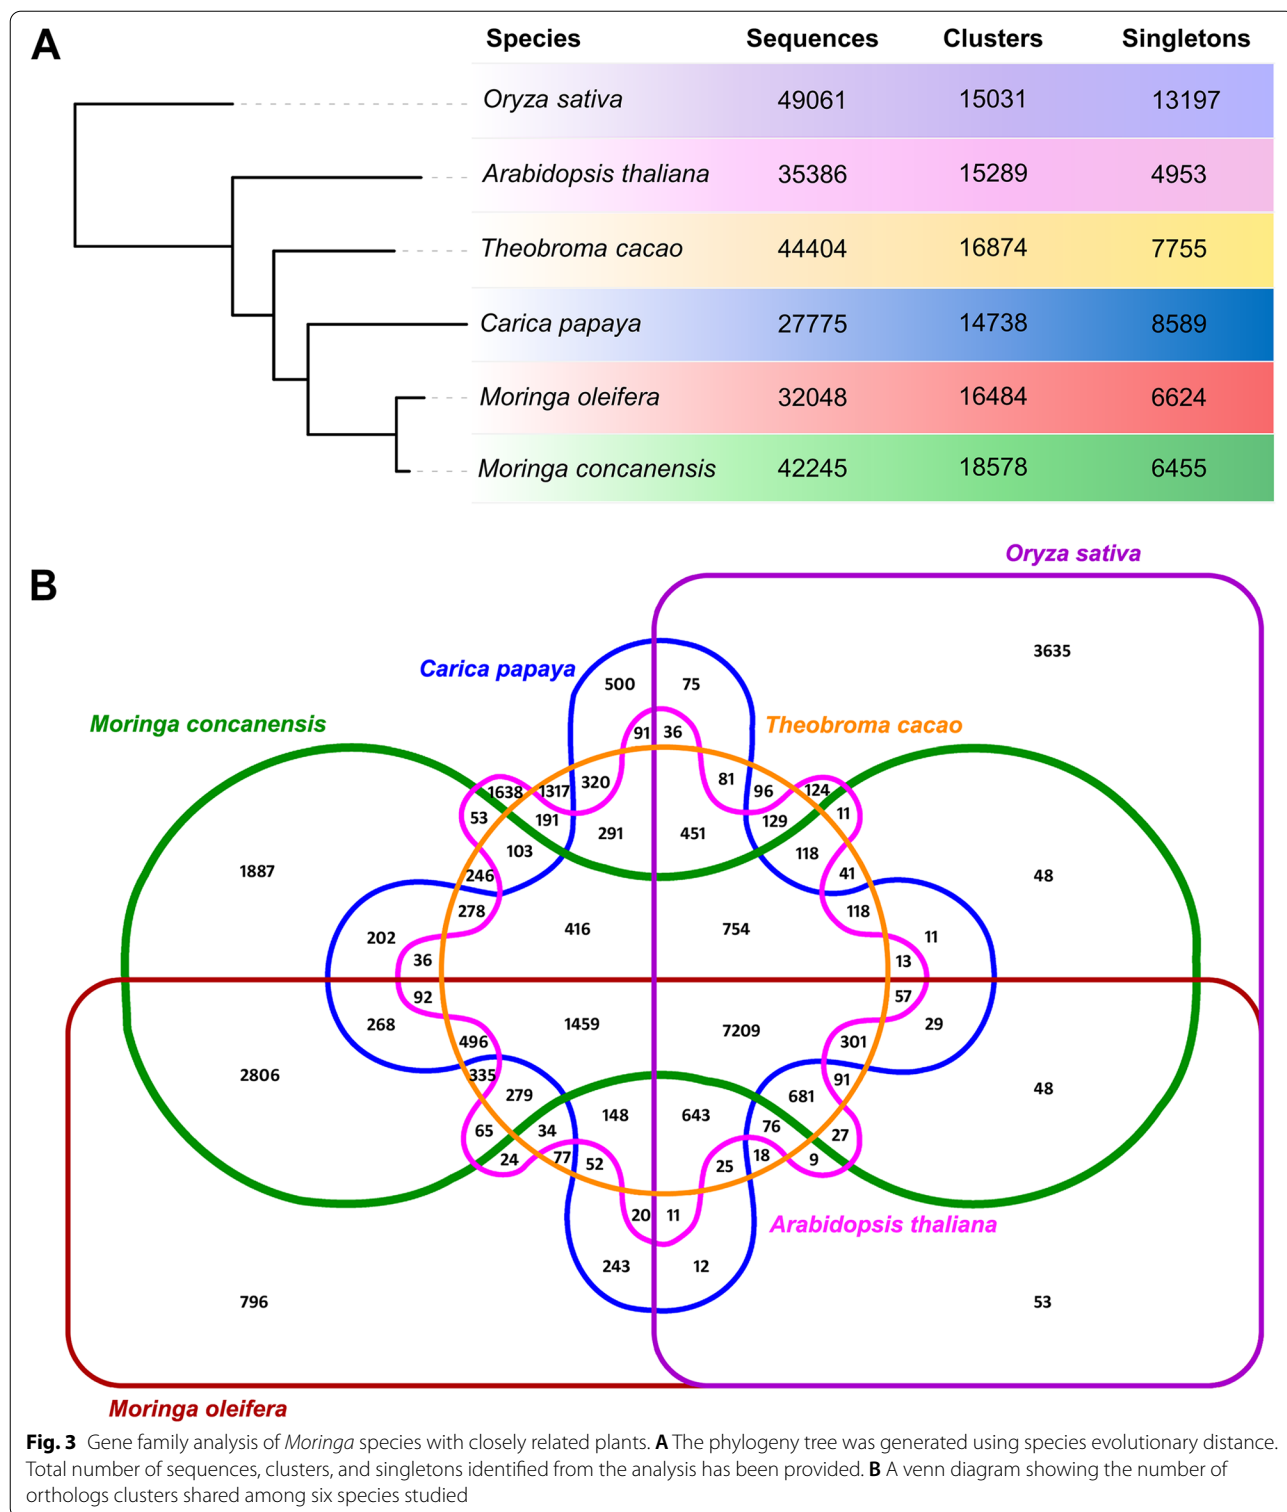 A
Species Sequences Clusters Singletons
Oryza sativa 49061 15031 13197
Arabidopsis thaliana 35386 15289 4953
Theobroma cacao 44404 16874 7755
Carica papaya 27775 14738 8589
Moringa oleifera 32048 16484 6624
Moringa concanensis 42245 18578 6455
B
Oryza sativa
3635
Carica papaya
500 75
Moringa concanensis
Theobroma cacao
91 36
1638 1317 320 81 96 124
53 191 291 451 129 11
103 118
1887 246 41 48
278 118
416 754
202 11
36 13
92 57
268 1459 7209 29
496 301
2806 335 91 48
279 681
148 643
65 34 76 27
24 77 52 25 18 9
20 11
Arabidopsis thaliana
243 12
796 53
Moringa oleifera
Fig. 3 Gene family analysis of Moringa species with closely related plants. A The phylogeny tree was generated using species evolutionary distance.
Total number of sequences, clusters, and singletons identified from the analysis has been provided. B A venn diagram showing the number of
orthologs clusters shared among six species studied